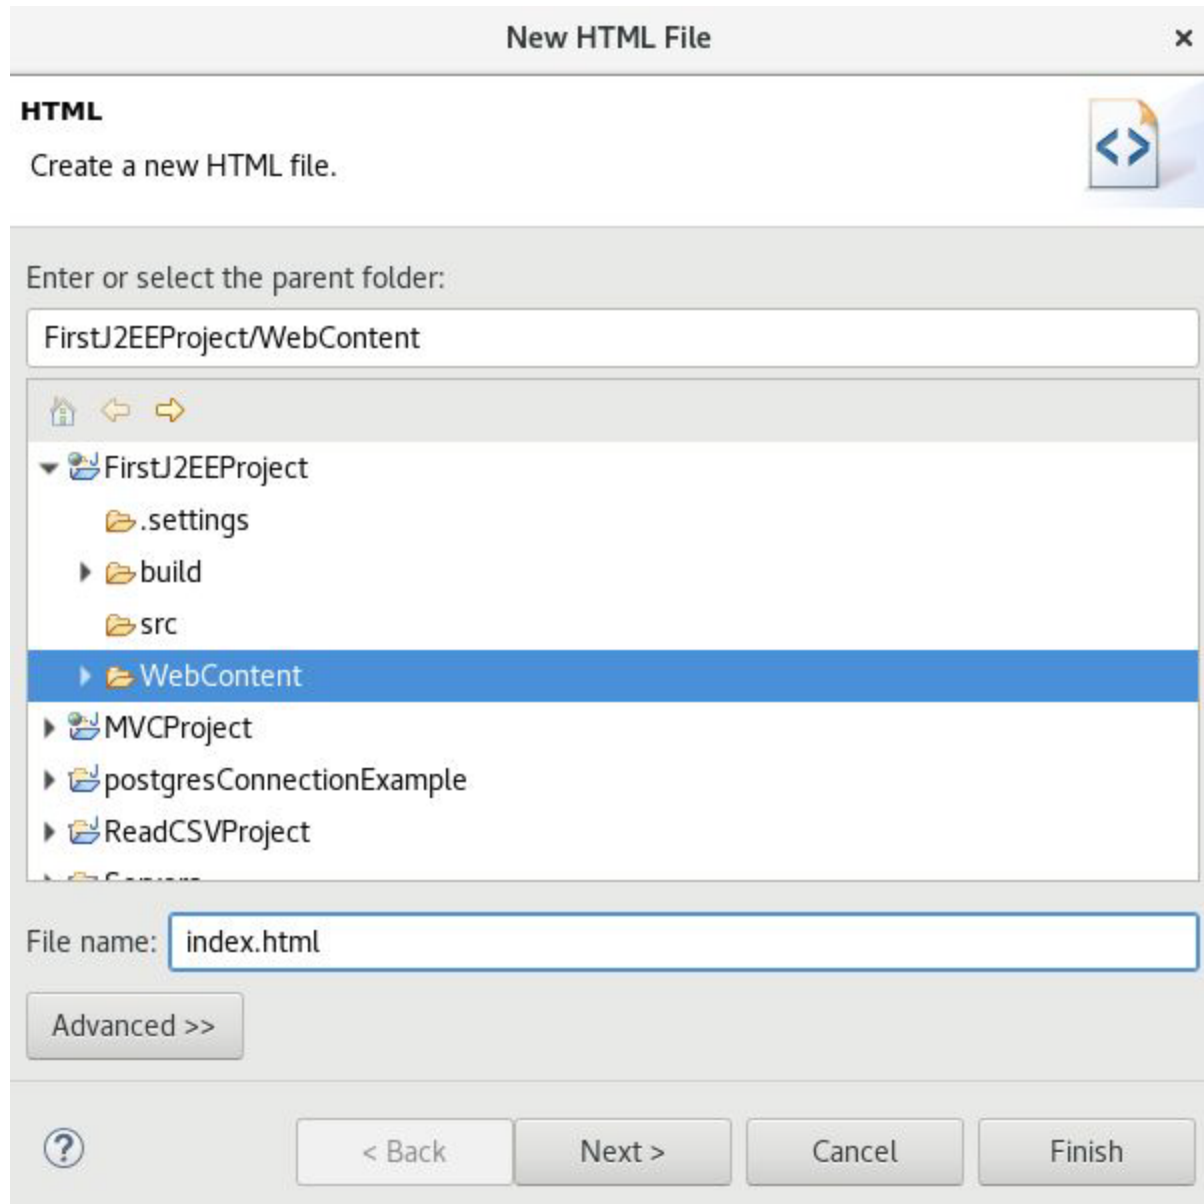 New HTML File
HTML
Create a new HTML file.
Enter or select the parent folder:
FirstJ2EEProject/WebContent
FirstJ2EEProject
.settings
build
src
WebContent
MVCProject
postgresConnectionExample
ReadCSVProject
Servers
File name: index.html
Advanced >>
< Back Next > Cancel Finish